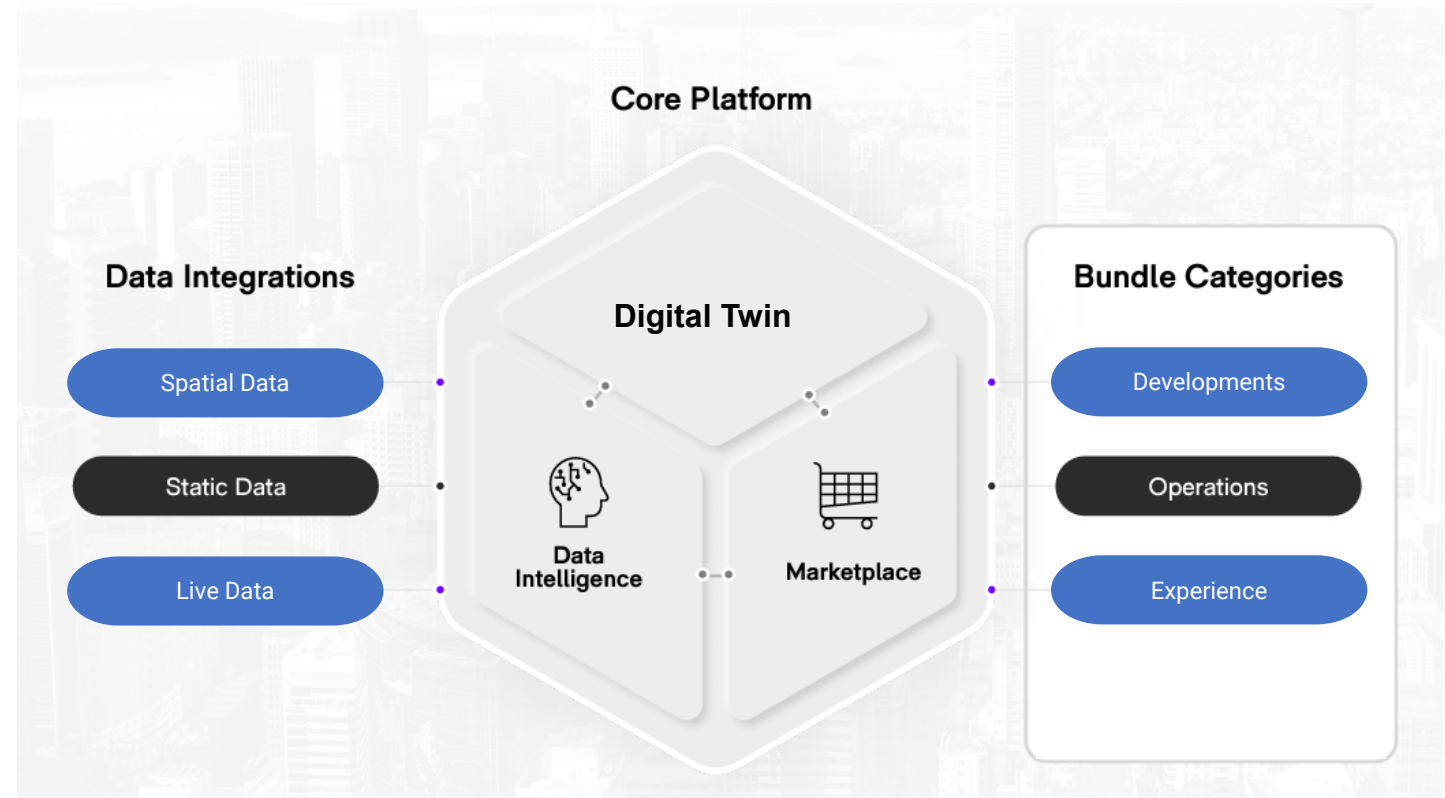 Core Platform
Data Integrations
Spatial Data
Static Data
Live Data
Digital Twin
Data
Intelligence
Marketplace
Bundle Categories
Developments
Operations
Experience